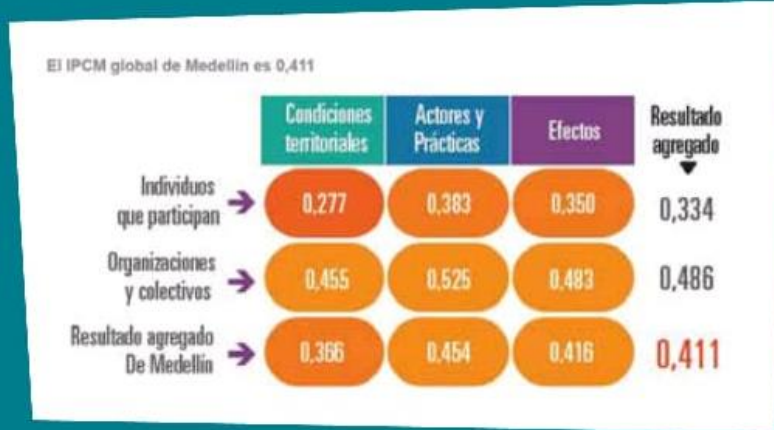 El IPCM global de Medellín es 0,411
Condiciones territoriales
Actores y Prácticas
Efectos
Resultado agregado
Individuos que participan
0,277
0,383
0,350
0,334
Organizaciones y colectivos
0,455
0,525
0,483
0,486
Resultado agregado De Medellín
0,366
0,454
0,416
0,411